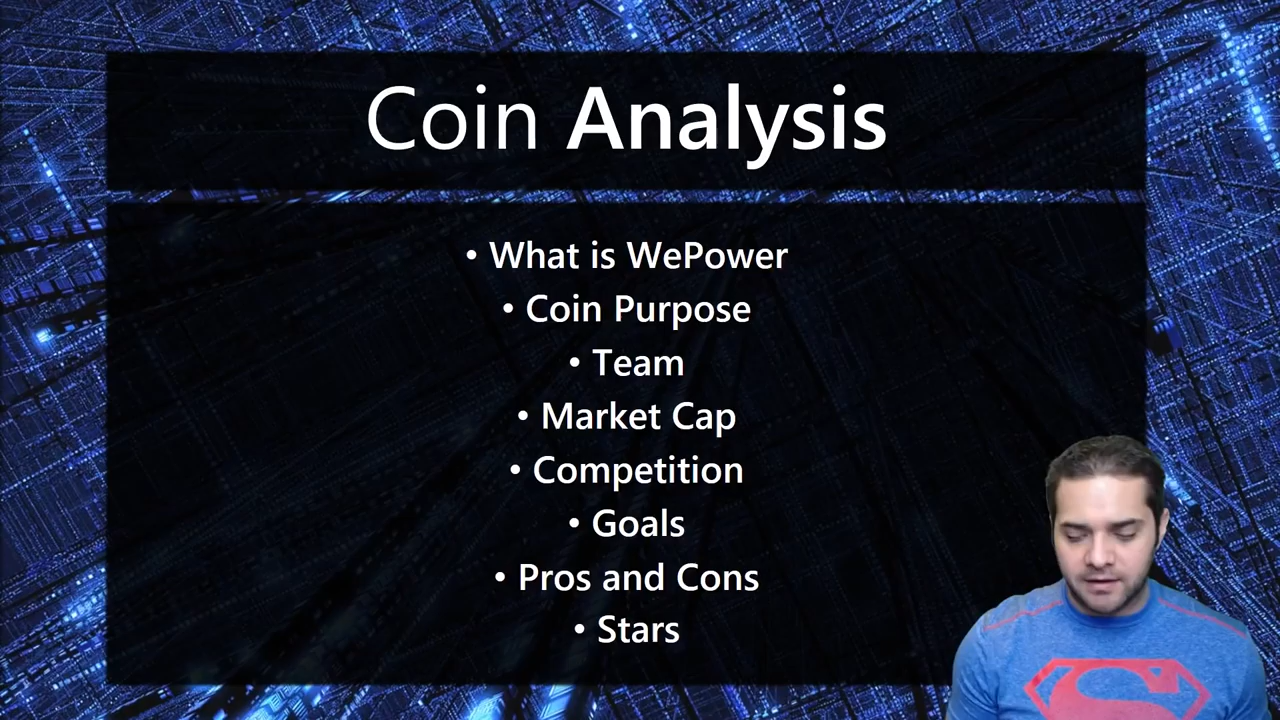 Coin Analysis
• What is WePower
• Coin Purpose
• Team
• Market Cap
• Competition
• Goals
• Pros and Cons
• Stars